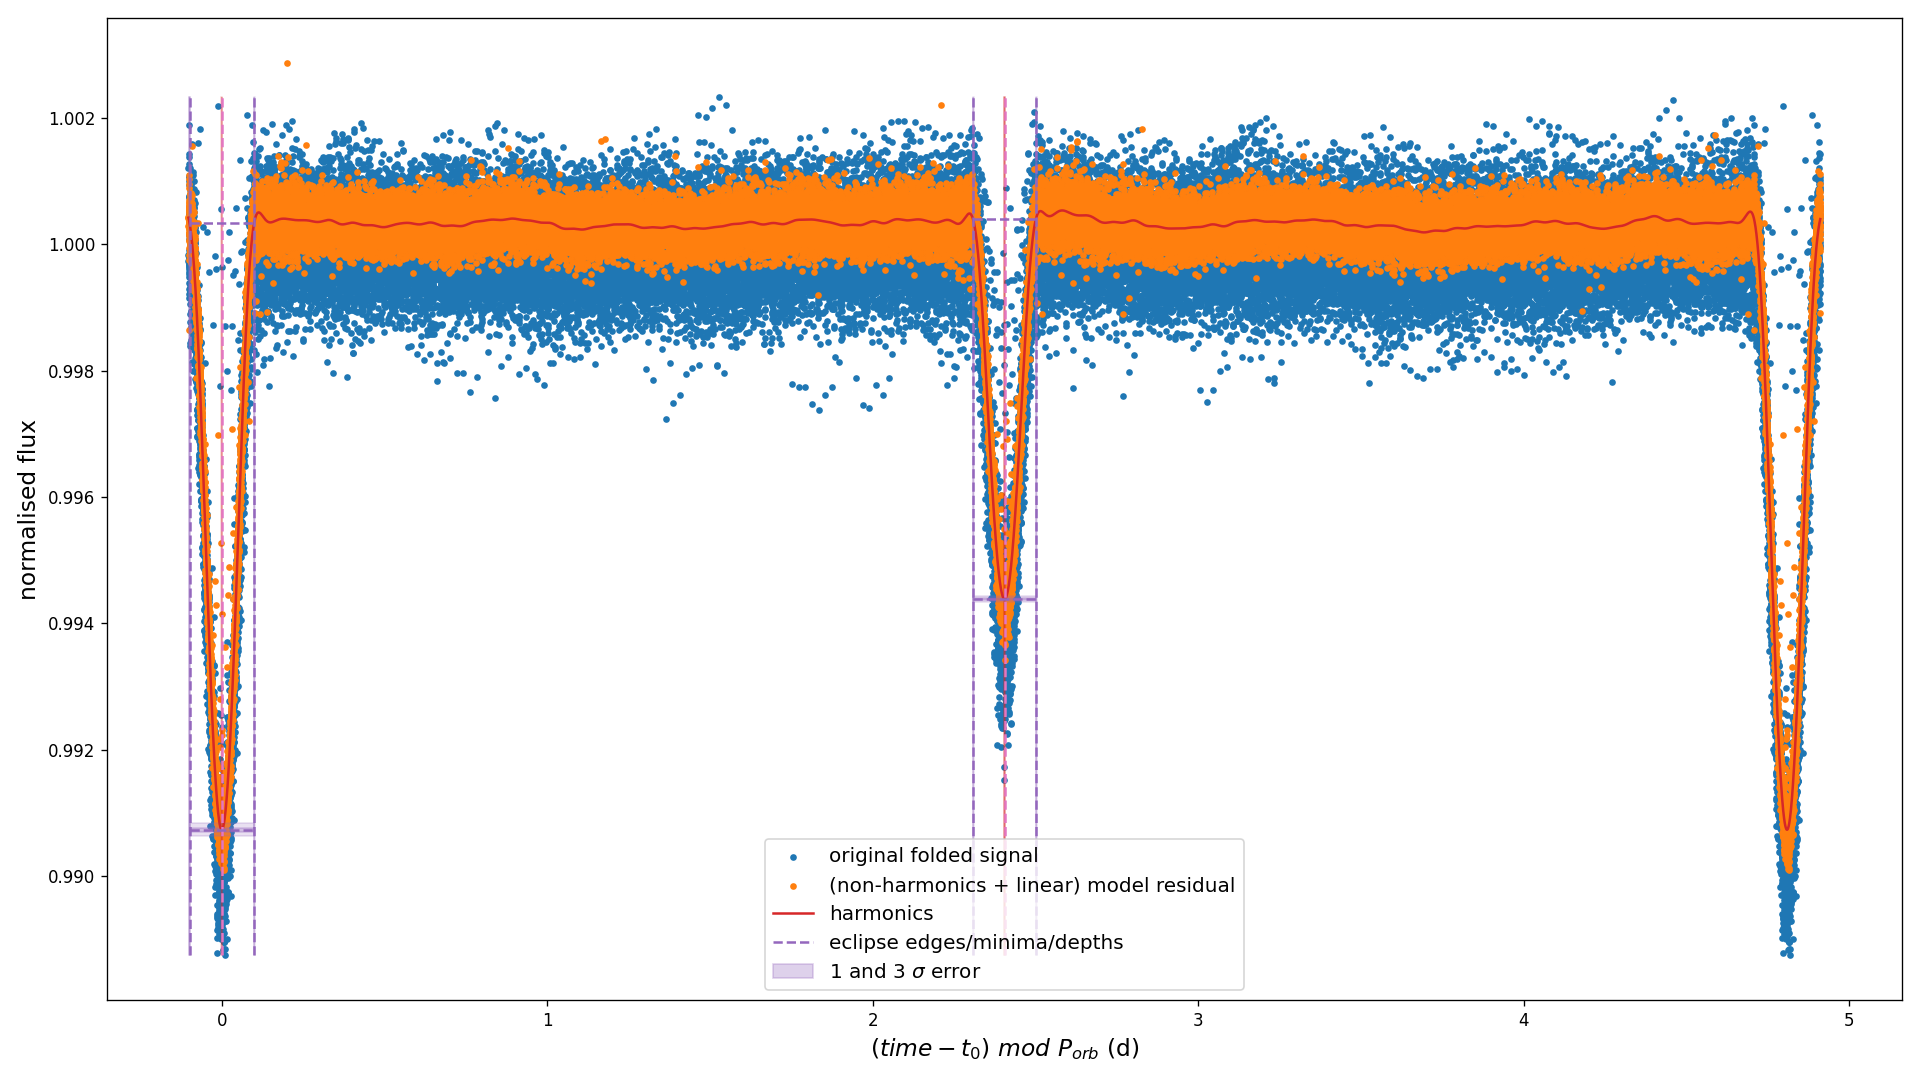 normalised flux
1.002
1.000
0.998
0.996
0.994
0.992
0.990
original folded signal
(non-harmonics + linear) model residual
harmonics
eclipse edges/minima/depths
1 and 3 σ error
0 1 2 3 4 5
(time − t₀) mod Pₒᵣb (d)